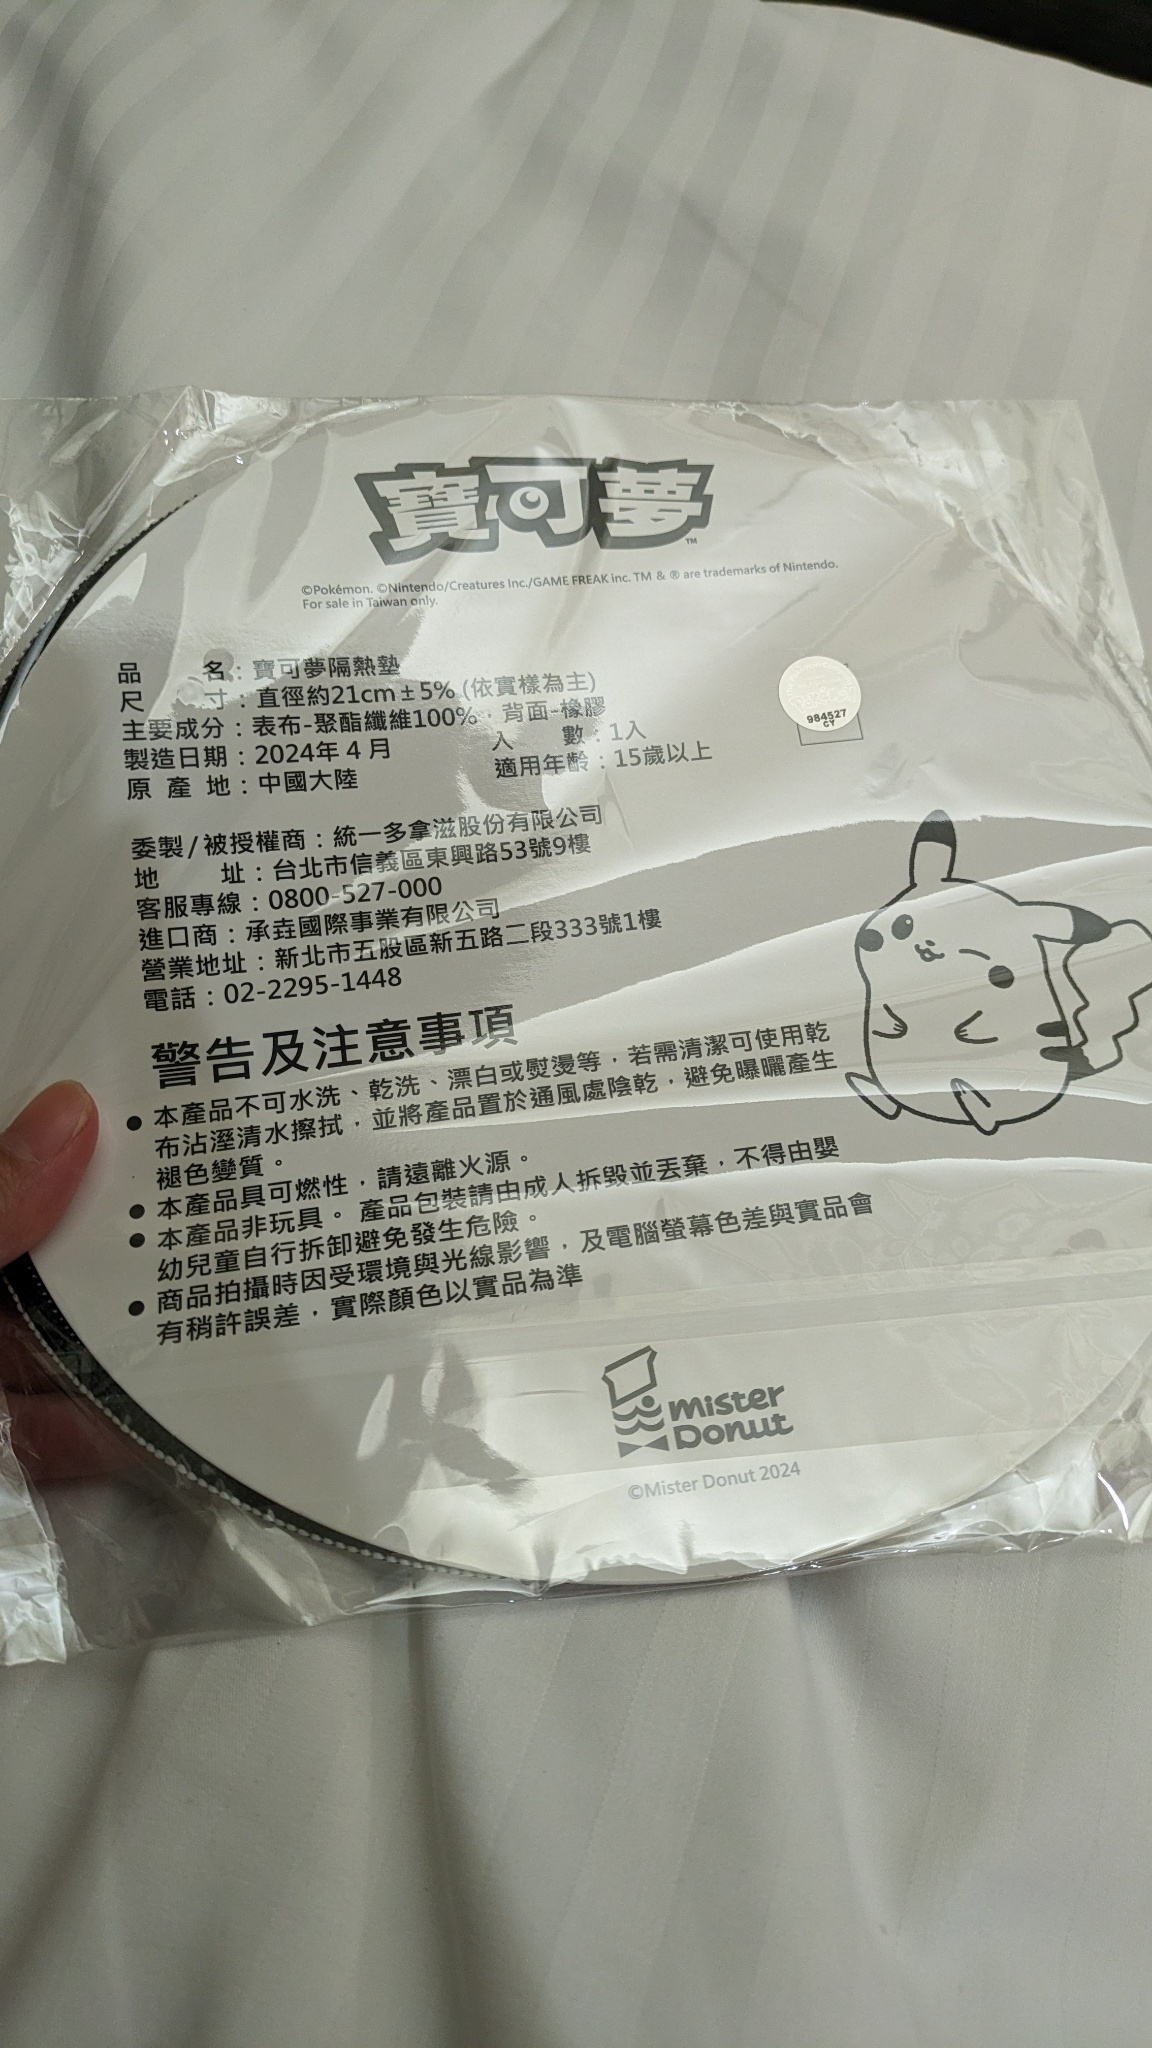 寶可夢
TM
©Pokémon. ©Nintendo/Creatures Inc./GAME FREAK inc. TM & ® are trademarks of Nintendo.
For sale in Taiwan only.
品 名：寶可夢隔熱墊
尺 寸：直徑約21cm±5% (依實樣為主)
主要成分：表布-聚酯纖維100%，背面-橡膠
製造日期：2024年4月 入 數：1入
原產地：中國大陸 適用年齡：15歲以上
984527
CY
委製/被授權商：統一多拿滋股份有限公司
地 址：台北市信義區東興路53號9樓
客服專線：0800-527-000
進口商：承垚國際事業有限公司
營業地址：新北市五股區新五路二段333號1樓
電話：02-2295-1448
警告及注意事項
● 本產品不可水洗、乾洗、漂白或熨燙等，若需清潔可使用乾
布沾溼清水擦拭，並將產品置於通風處陰乾，避免曝曬產生
褪色變質。
● 本產品具可燃性，請遠離火源。
● 本產品非玩具。產品包裝請由成人拆毀並丟棄，不得由嬰
幼兒童自行拆卸避免發生危險。
● 商品拍攝時因受環境與光線影響，及電腦螢幕色差與實品會
有稍許誤差，實際顏色以實品為準
mister
Donut
©Mister Donut 2024